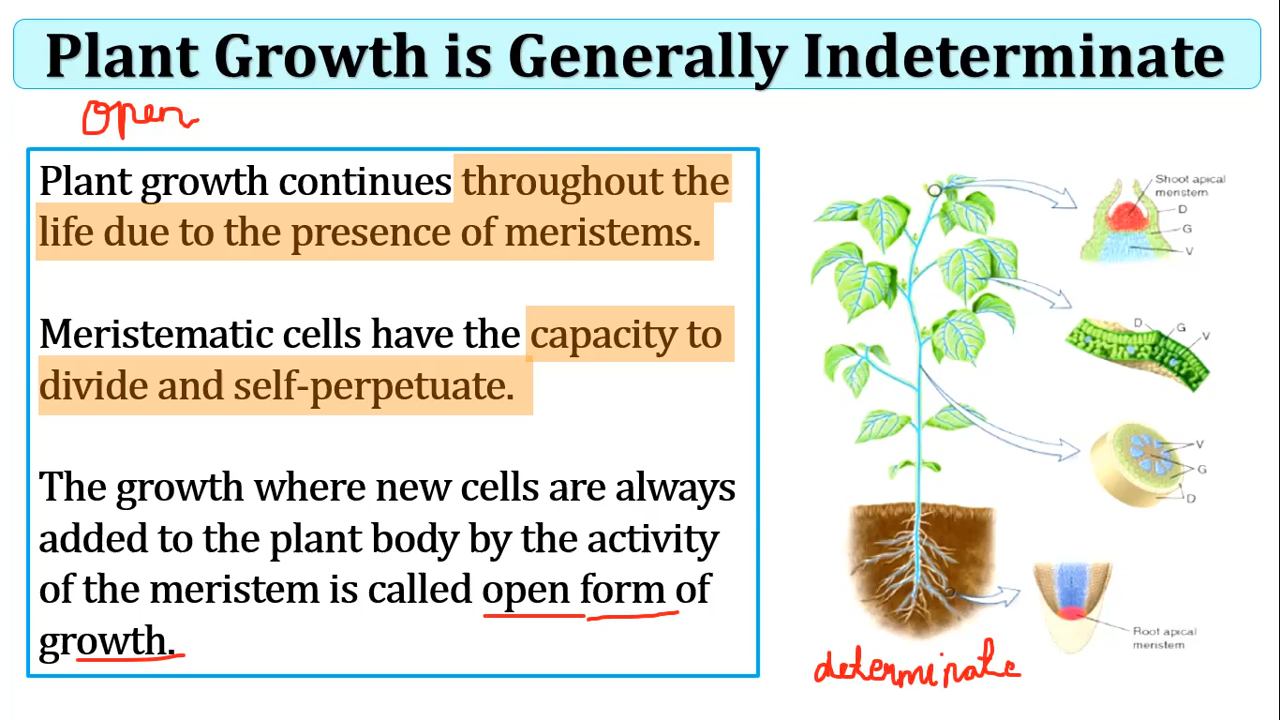 Plant Growth is Generally Indeterminate
open
Plant growth continues throughout the
life due to the presence of meristems.
Meristematic cells have the capacity to
divide and self-perpetuate.
The growth where new cells are always
added to the plant body by the activity
of the meristem is called open form of
growth.
Shoot apical
meristem
D
G
V
D
G
V
V
G
D
Root apical
meristem
determinate